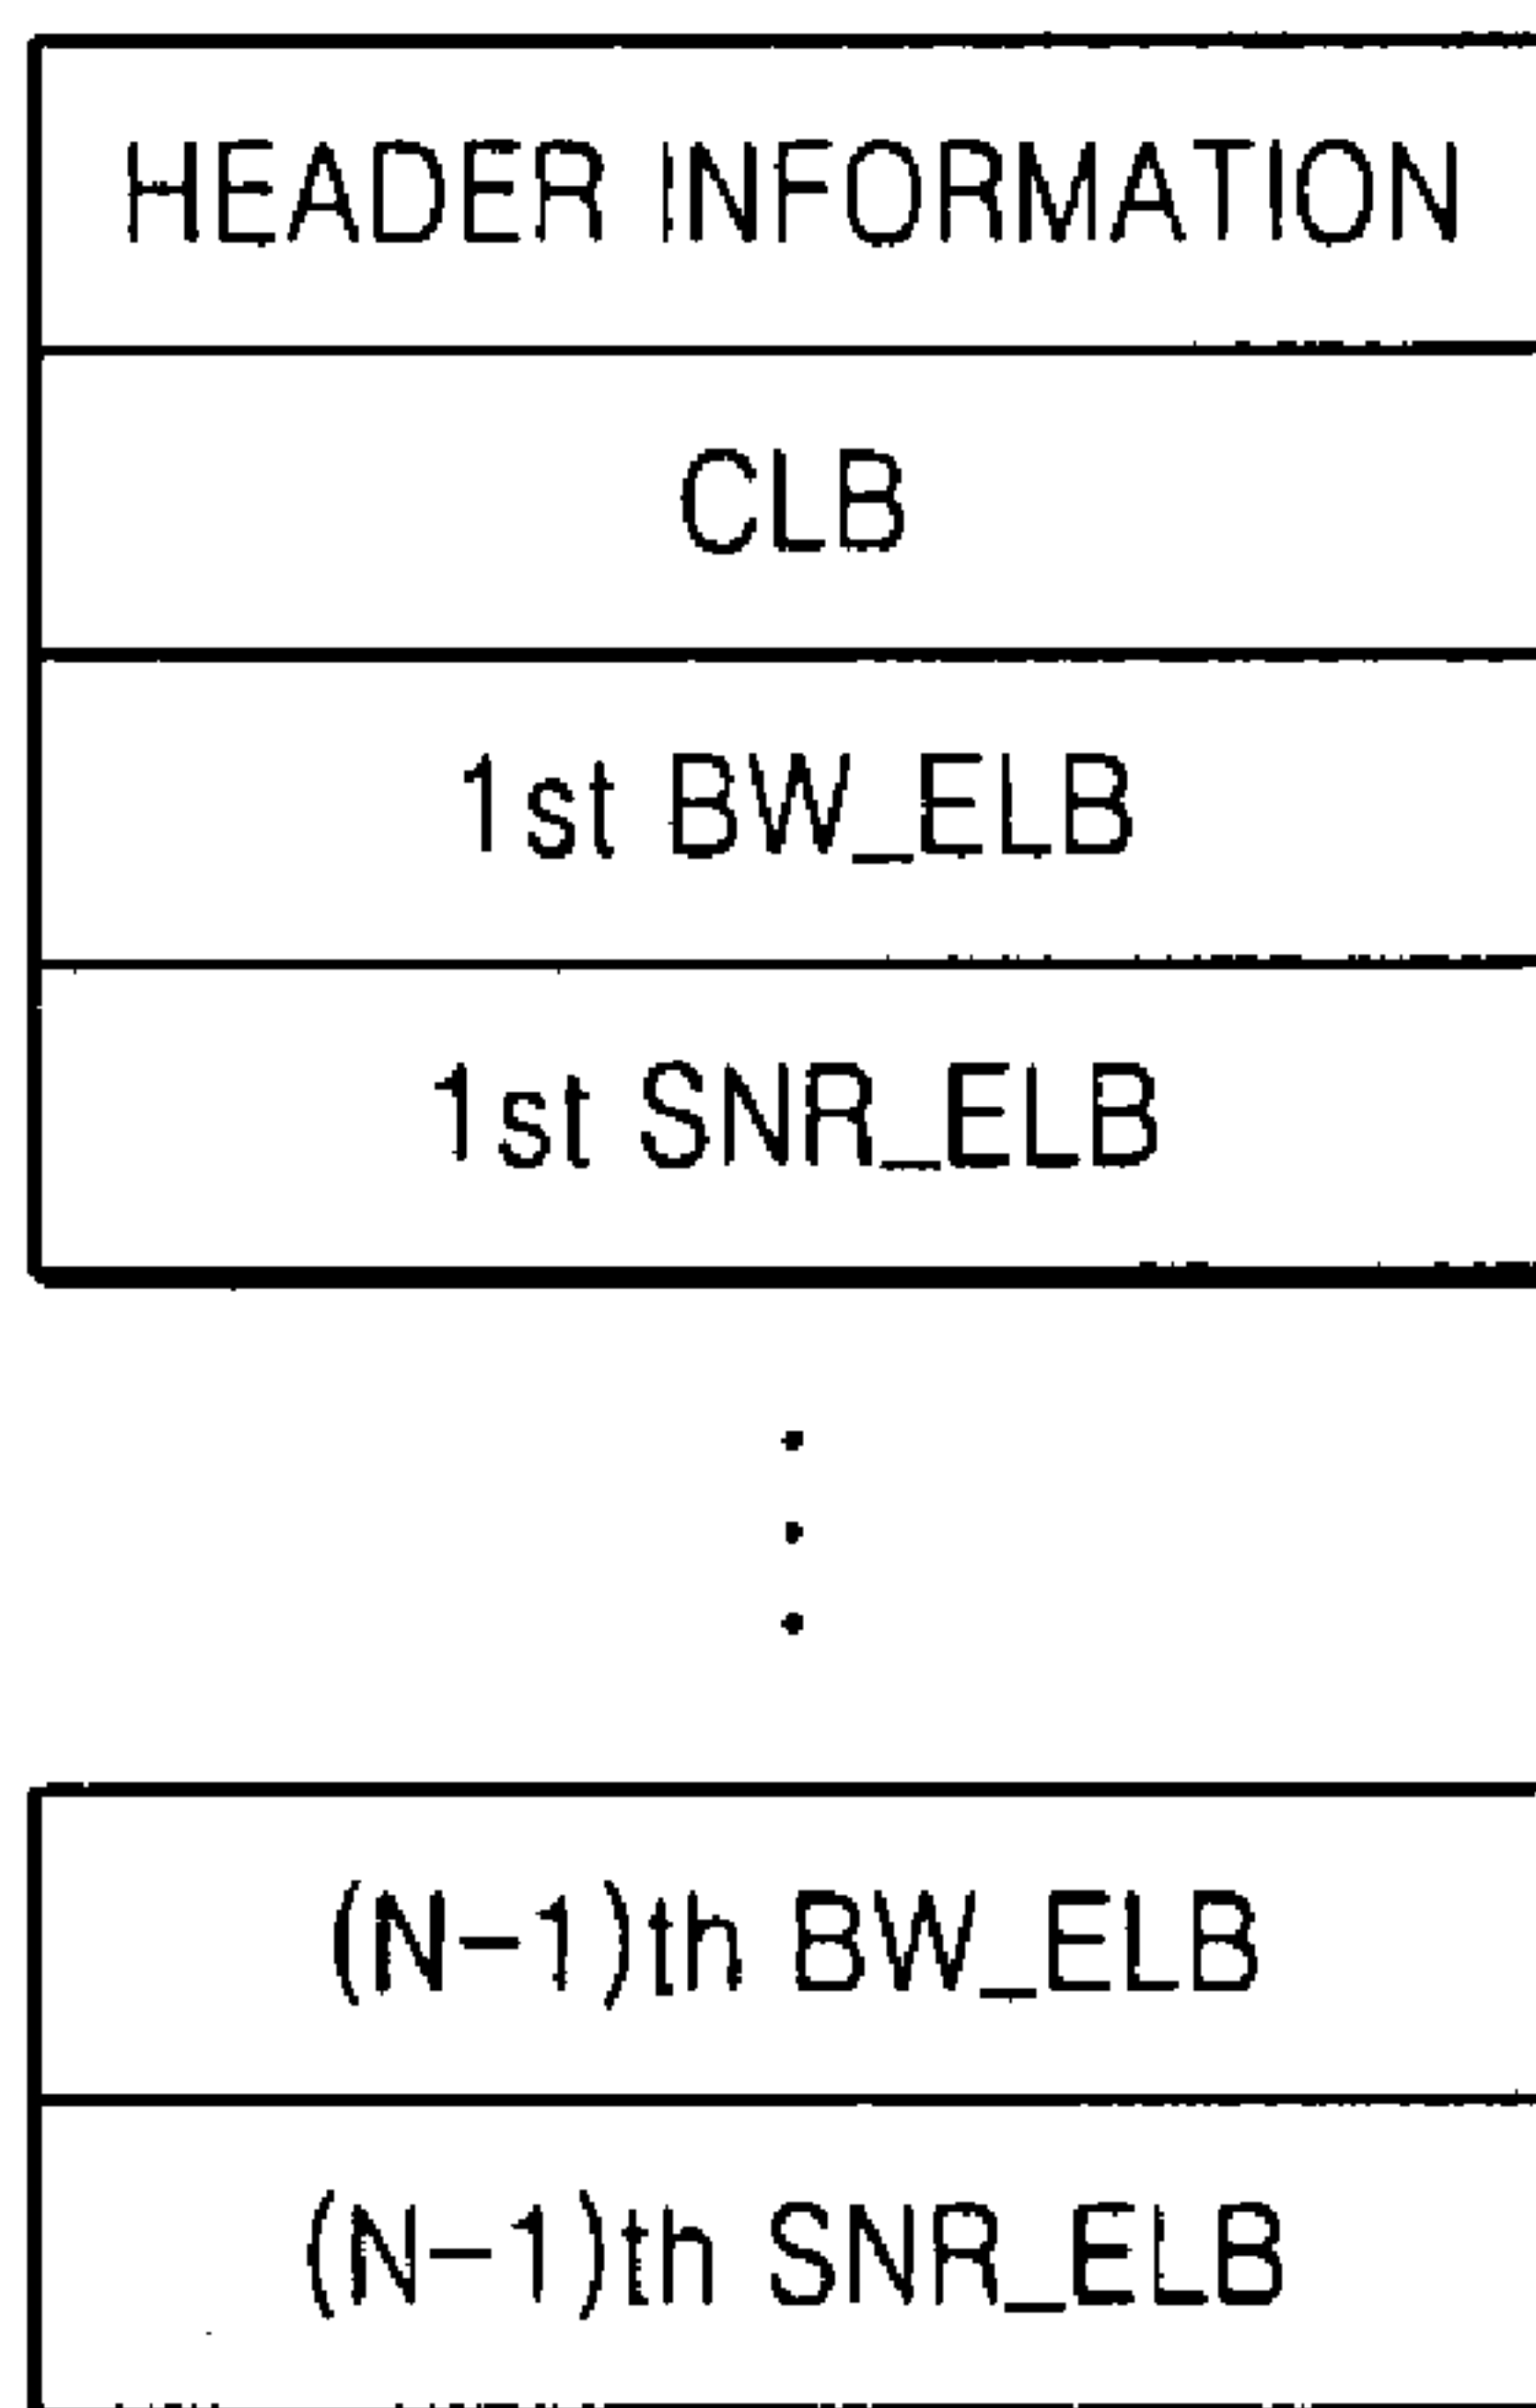 HEADER INFORMATION
CLB
1st BW_ELB
1st SNR_ELB
(N-1)th BW_ELB
(N-1)th SNR_ELB